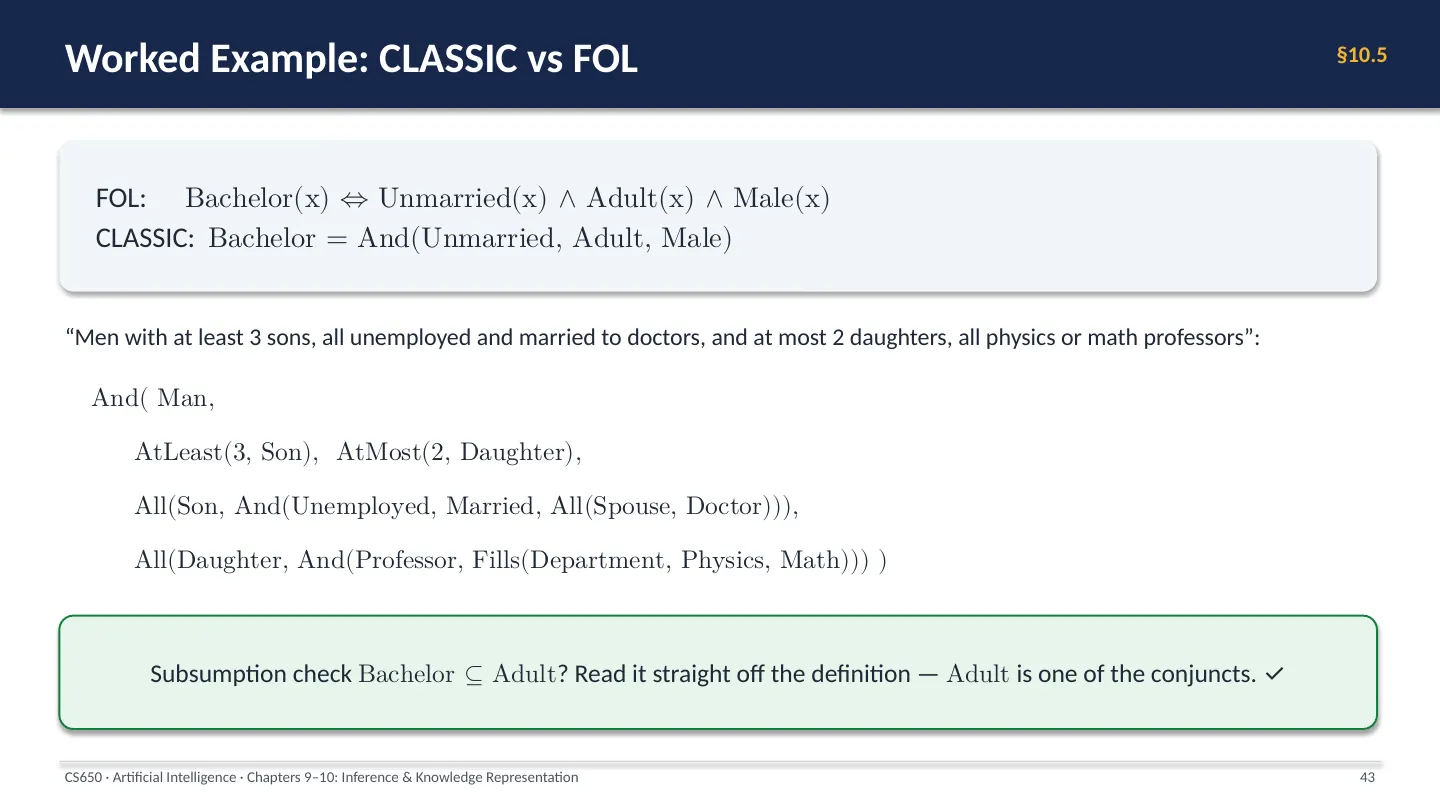 Worked Example: CLASSIC vs FOL
§10.5
FOL: Bachelor(x) ⇔ Unmarried(x) ∧ Adult(x) ∧ Male(x)
CLASSIC: Bachelor = And(Unmarried, Adult, Male)
“Men with at least 3 sons, all unemployed and married to doctors, and at most 2 daughters, all physics or math professors”:
And( Man,
AtLeast(3, Son), AtMost(2, Daughter),
All(Son, And(Unemployed, Married, All(Spouse, Doctor))),
All(Daughter, And(Professor, Fills(Department, Physics, Math))) )
Subsumption check Bachelor ⊆ Adult? Read it straight off the definition — Adult is one of the conjuncts. ✓
CS650 · Artificial Intelligence · Chapters 9–10: Inference & Knowledge Representation
43